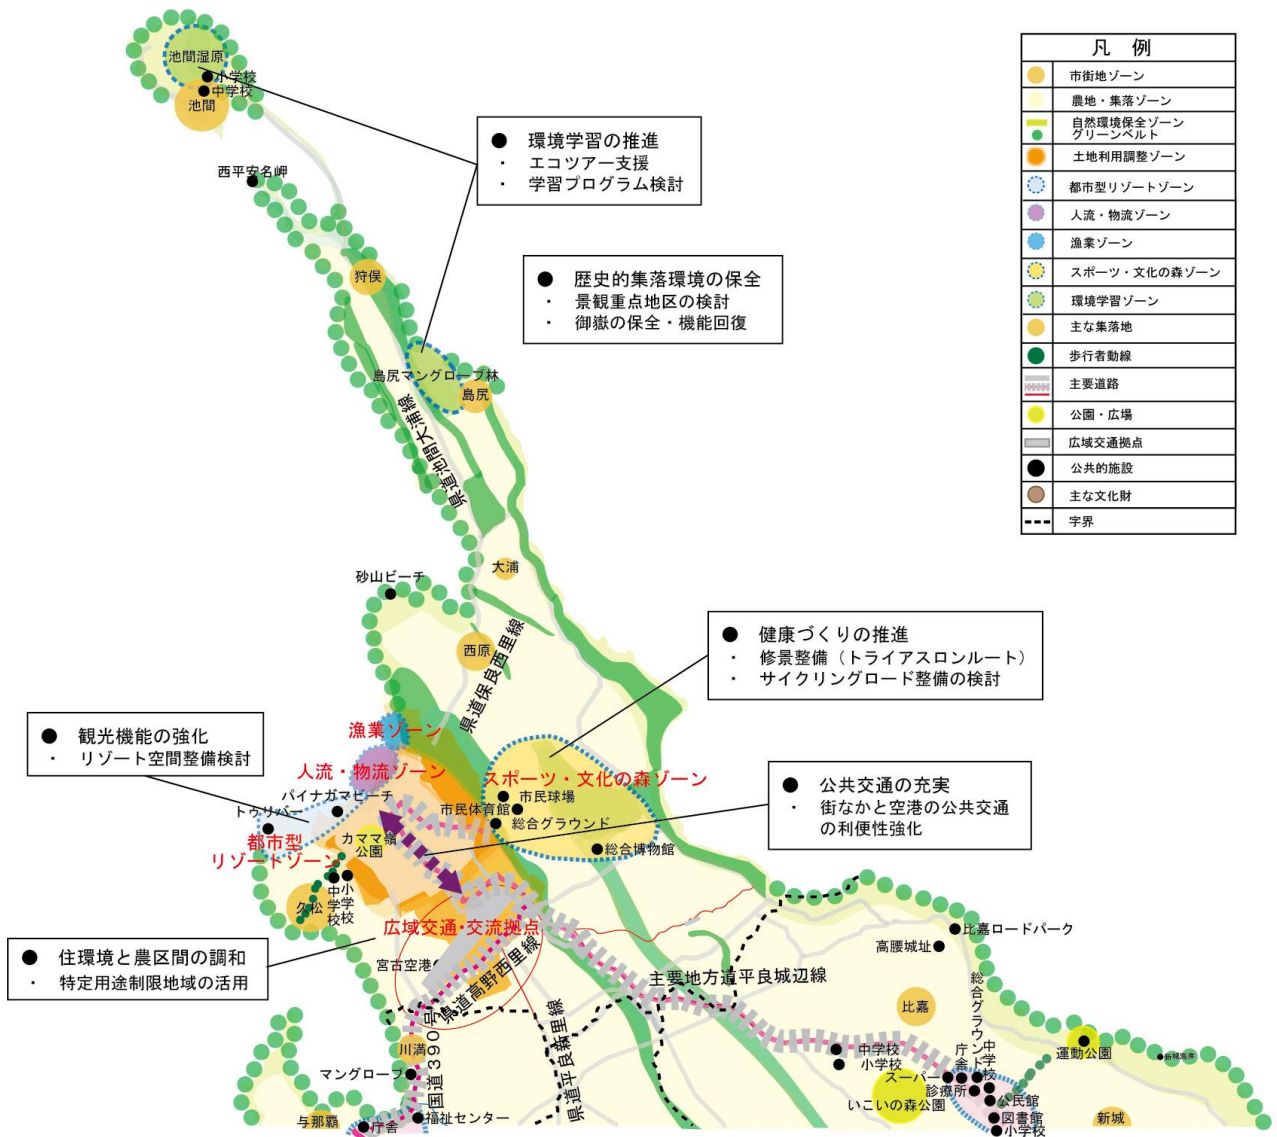 凡　例
市街地ゾーン
農地・集落ゾーン
自然環境保全ゾーン
グリーンベルト
土地利用調整ゾーン
都市型リゾートゾーン
人流・物流ゾーン
漁業ゾーン
スポーツ・文化の森ゾーン
環境学習ゾーン
主な集落地
歩行者動線
主要道路
公園・広場
広域交通拠点
公共的施設
主な文化財
字界
池間湿原
小学校
中学校
池間
西平安名岬
● 環境学習の推進
・ エコツアー支援
・ 学習プログラム検討
狩俣
● 歴史的集落環境の保全
・ 景観重点地区の検討
・ 御嶽の保全・機能回復
島尻マングローブ林
島尻
県道池間大浦線
大浦
砂山ビーチ
西原
県道保良西里線
● 健康づくりの推進
・ 修景整備（トライアスロンルート）
・ サイクリングロード整備の検討
● 観光機能の強化
・ リゾート空間整備検討
漁業ゾーン
人流・物流ゾーン
スポーツ・文化の森ゾーン
パイナガマビーチ
トゥリバー
市民球場
市民体育館
総合グラウンド
総合博物館
● 公共交通の充実
・ 街なかと空港の公共交通
の利便性強化
都市型
リゾートゾーン
カママ嶺
公園
小学校
中学校
久松
広域交通・交流拠点
● 住環境と農区間の調和
・ 特定用途制限地域の活用
宮古空港
県道高野西里線
主要地方道平良城辺線
県道平良新里線
国道390号
比嘉ロードパーク
高腰城址
比嘉
総合グラウンド
中学校
庁舎
運動公園
新城海岸
川満
マングローブ
中学校
小学校
スーパー
診療所
いこいの森公園
公民館
図書館
小学校
新城
与那覇
庁舎
福祉センター